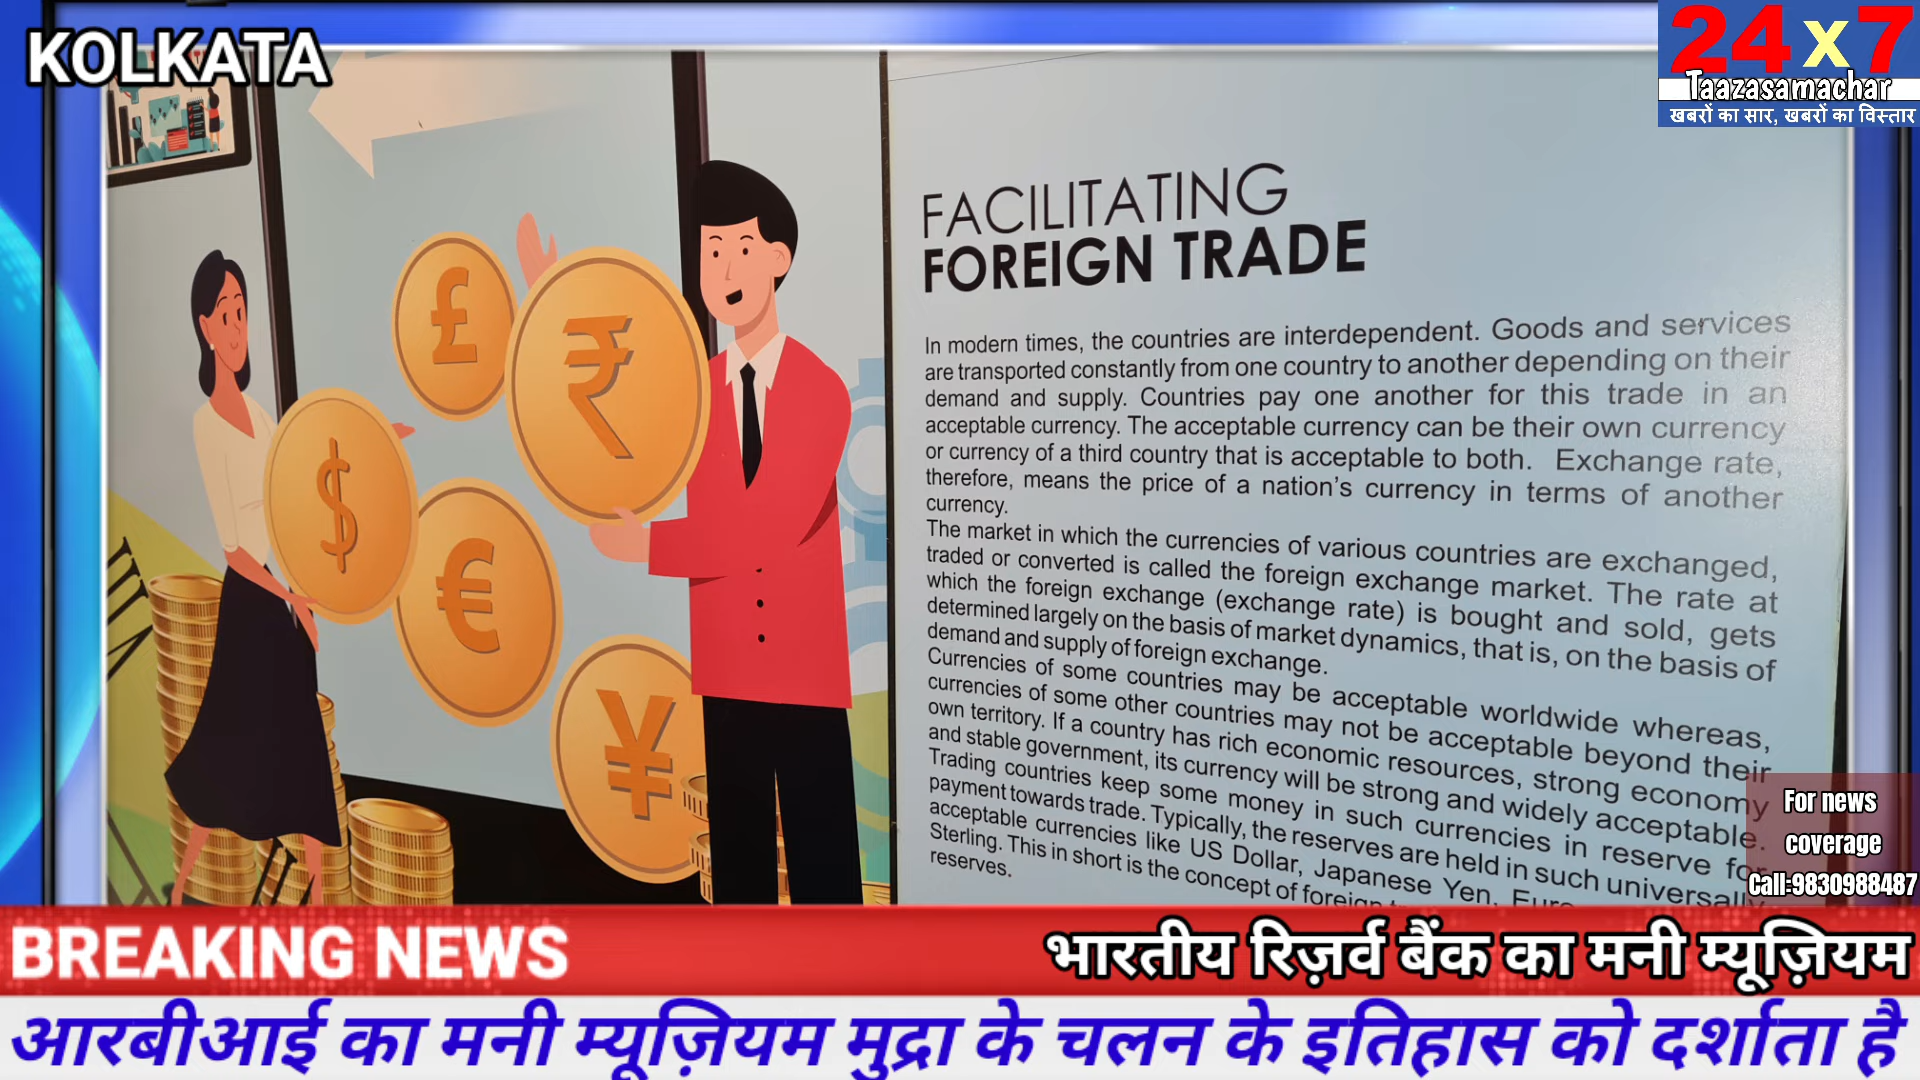 KOLKATA
24x7
Taazasamachar
खबरों का सार, खबरों का विस्तार
£
₹
$
€
¥
FACILITATING
FOREIGN TRADE
In modern times, the countries are interdependent. Goods and services
are transported constantly from one country to another depending on their
demand and supply. Countries pay one another for this trade in an
acceptable currency. The acceptable currency can be their own currency
or currency of a third country that is acceptable to both. Exchange rate,
therefore, means the price of a nation's currency in terms of another
currency.
The market in which the currencies of various countries are exchanged,
traded or converted is called the foreign exchange market. The rate at
which the foreign exchange (exchange rate) is bought and sold, gets
determined largely on the basis of market dynamics, that is, on the basis of
demand and supply of foreign exchange.
Currencies of some countries may be acceptable worldwide whereas,
currencies of some other countries may not be acceptable beyond their
own territory. If a country has rich economic resources, strong economy
and stable government, its currency will be strong and widely acceptable.
Trading countries keep some money in such currencies in reserve for
payment towards trade. Typically, the reserves are held in such universally
acceptable currencies like US Dollar, Japanese Yen, Euro
Sterling. This in short is the concept of foreign
reserves.
For news
coverage
Call:9830988487
BREAKING NEWS
भारतीय रिज़र्व बैंक का मनी म्यूज़ियम
आरबीआई का मनी म्यूज़ियम मुद्रा के चलन के इतिहास को दर्शाता है